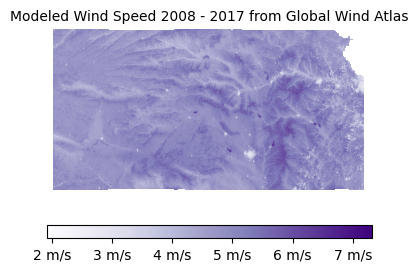 Modeled Wind Speed 2008 - 2017 from Global Wind Atlas
2 m/s 3 m/s 4 m/s 5 m/s 6 m/s 7 m/s